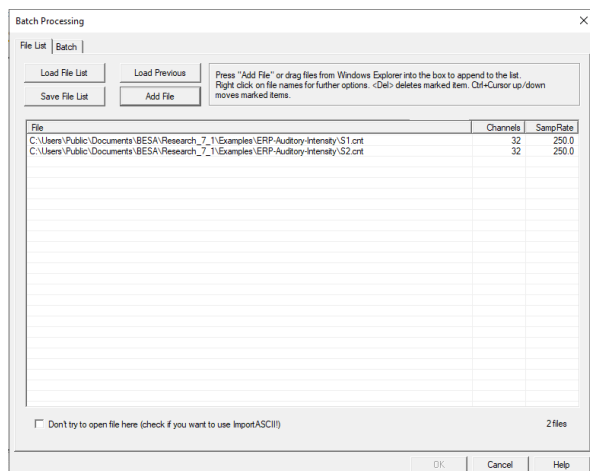 Batch Processing
File List Batch
Load File List Load Previous
Save File List Add File
Press "Add File" or drag files from Windows Explorer into the box to append to the list.
Right click on file names for further options. <Del> deletes marked item. Ctrl+Cursor up/down
moves marked items.
File Channels SampRate
C:\Users\Public\Documents\BESA\Research_7_1\Examples\ERP-Auditory-Intensity\S1.cnt 32 250.0
C:\Users\Public\Documents\BESA\Research_7_1\Examples\ERP-Auditory-Intensity\S2.cnt 32 250.0
Don't try to open file here (check if you want to use ImportASCII!) 2 files
OK Cancel Help